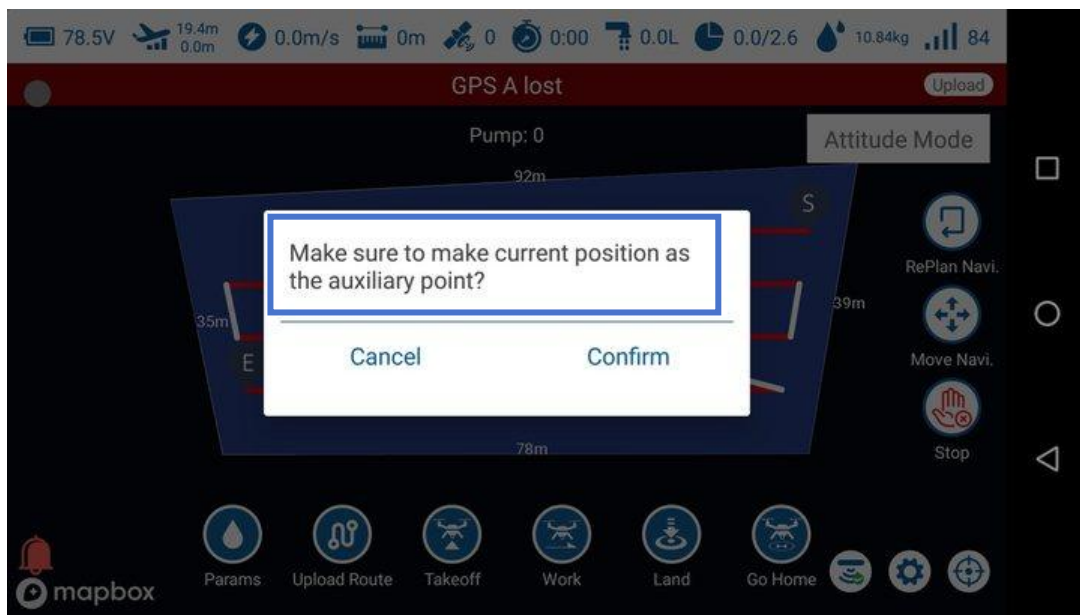 78.5V 19.4m 0.0m 0.0m/s 0m 0 0:00 0.0L 0.0/2.6 10.84kg 84
GPS A lost Upload
Pump: 0 Attitude Mode
92m
S
Make sure to make current position as
the auxiliary point?
RePlan Navi.
35m 39m
E
Cancel Confirm
Move Navi.
78m
Stop
Params Upload Route Takeoff Work Land Go Home
mapbox